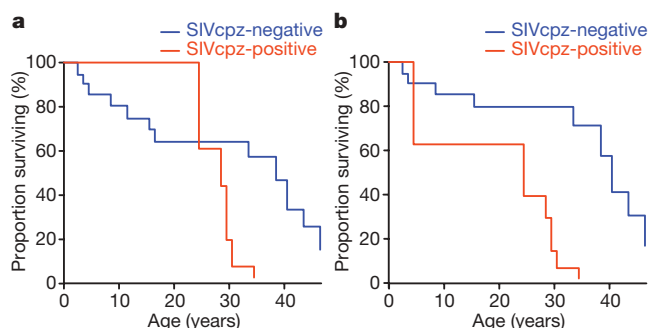 a
SIVcpz-negative
SIVcpz-positive
Proportion surviving (%)
100
80
60
40
20
0
0 10 20 30 40
Age (years)
b
SIVcpz-negative
SIVcpz-positive
Proportion surviving (%)
100
80
60
40
20
0
0 10 20 30 40
Age (years)